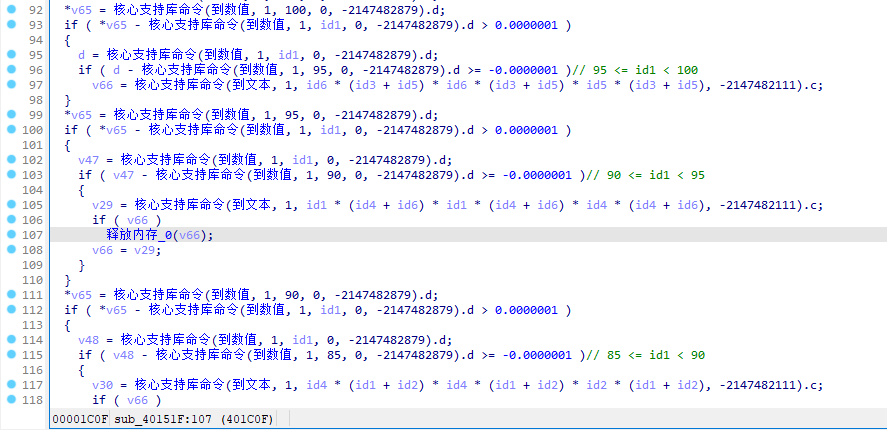 92 *v65 = 核心支持库命令(到数值, 1, 100, 0, -2147482879).d;
93 if ( *v65 - 核心支持库命令(到数值, 1, id1, 0, -2147482879).d > 0.0000001 )
94 {
95 d = 核心支持库命令(到数值, 1, id1, 0, -2147482879).d;
96 if ( d - 核心支持库命令(到数值, 1, 95, 0, -2147482879).d >= -0.0000001 )// 95 <= id1 < 100
97 v66 = 核心支持库命令(到文本, 1, id6 * (id3 + id5) * id6 * (id3 + id5) * id5 * (id3 + id5), -2147482111).c;
98 }
99 *v65 = 核心支持库命令(到数值, 1, 95, 0, -2147482879).d;
100 if ( *v65 - 核心支持库命令(到数值, 1, id1, 0, -2147482879).d > 0.0000001 )
101 {
102 v47 = 核心支持库命令(到数值, 1, id1, 0, -2147482879).d;
103 if ( v47 - 核心支持库命令(到数值, 1, 90, 0, -2147482879).d >= -0.0000001 )// 90 <= id1 < 95
104 {
105 v29 = 核心支持库命令(到文本, 1, id1 * (id4 + id6) * id1 * (id4 + id6) * id4 * (id4 + id6), -2147482111).c;
106 if ( v66 )
107 释放内存_0(v66);
108 v66 = v29;
109 }
110 }
111 *v65 = 核心支持库命令(到数值, 1, 90, 0, -2147482879).d;
112 if ( *v65 - 核心支持库命令(到数值, 1, id1, 0, -2147482879).d > 0.0000001 )
113 {
114 v48 = 核心支持库命令(到数值, 1, id1, 0, -2147482879).d;
115 if ( v48 - 核心支持库命令(到数值, 1, 85, 0, -2147482879).d >= -0.0000001 )// 85 <= id1 < 90
116 {
117 v30 = 核心支持库命令(到文本, 1, id4 * (id1 + id2) * id4 * (id1 + id2) * id2 * (id1 + id2), -2147482111).c;
118 if ( v66 )
00001C0F sub_40151F:107 (401C0F)